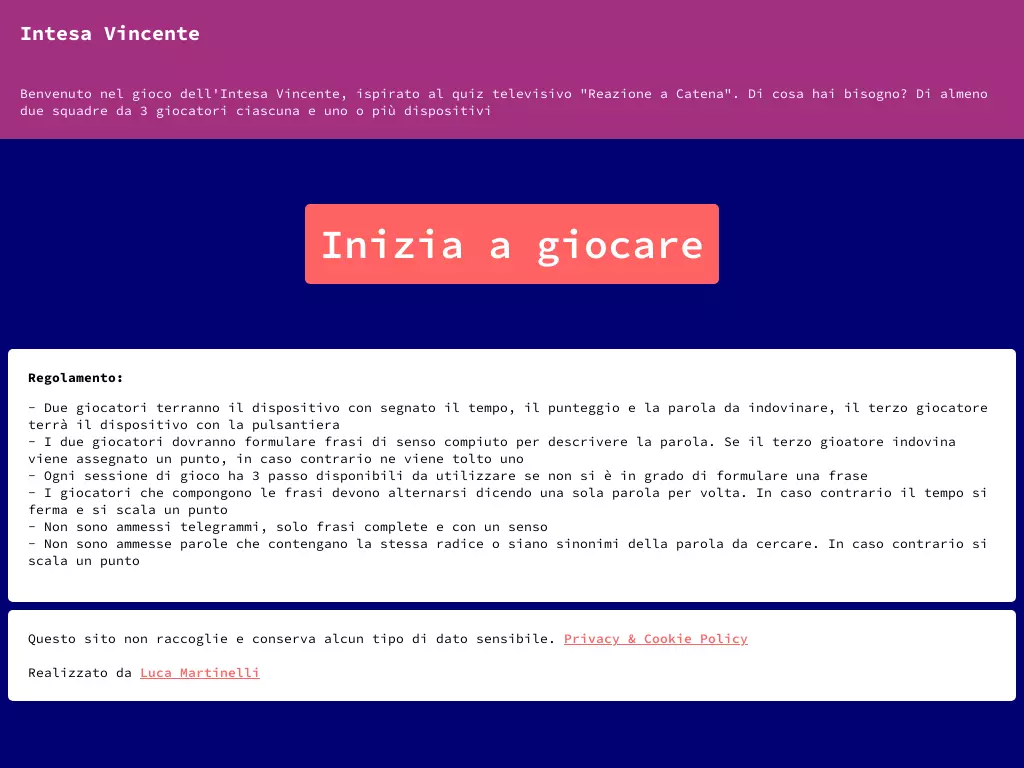 Intesa Vincente
Benvenuto nel gioco dell'Intesa Vincente, ispirato al quiz televisivo "Reazione a Catena". Di cosa hai bisogno? Di almeno
due squadre da 3 giocatori ciascuna e uno o più dispositivi
Inizia a giocare
Regolamento:
- Due giocatori terranno il dispositivo con segnato il tempo, il punteggio e la parola da indovinare, il terzo giocatore
terrà il dispositivo con la pulsantiera
- I due giocatori dovranno formulare frasi di senso compiuto per descrivere la parola. Se il terzo gioatore indovina
viene assegnato un punto, in caso contrario ne viene tolto uno
- Ogni sessione di gioco ha 3 passo disponibili da utilizzare se non si è in grado di formulare una frase
- I giocatori che compongono le frasi devono alternarsi dicendo una sola parola per volta. In caso contrario il tempo si
ferma e si scala un punto
- Non sono ammessi telegrammi, solo frasi complete e con un senso
- Non sono ammesse parole che contengano la stessa radice o siano sinonimi della parola da cercare. In caso contrario si
scala un punto
Questo sito non raccoglie e conserva alcun tipo di dato sensibile. Privacy & Cookie Policy
Realizzato da Luca Martinelli